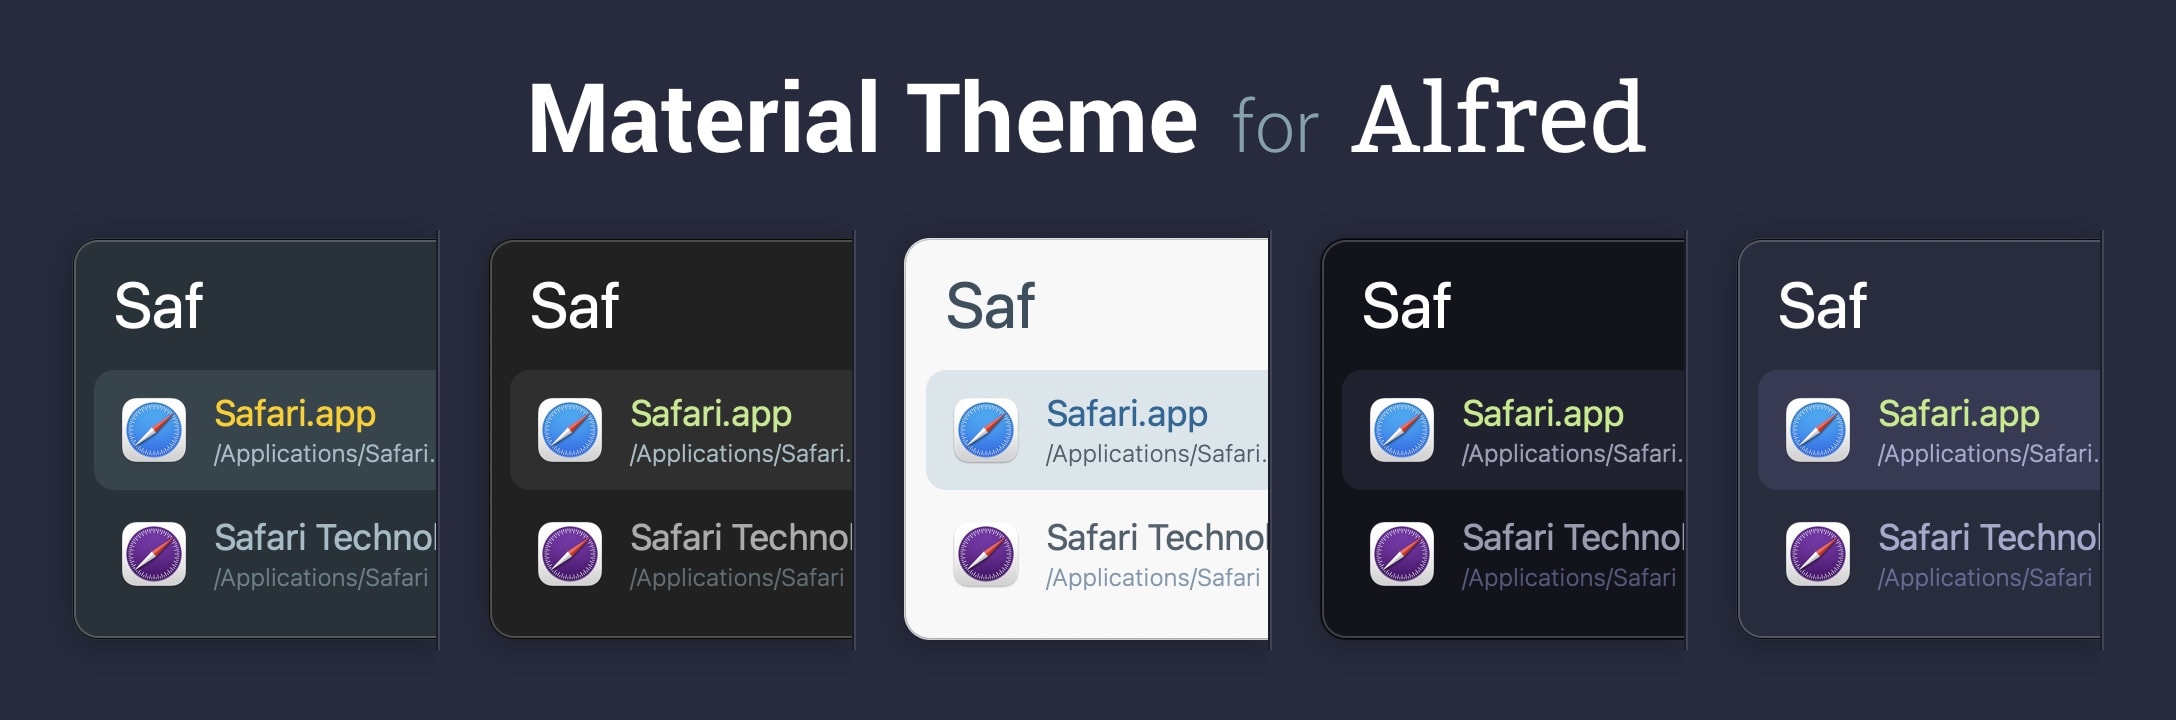 Material Theme for Alfred
Saf
Safari.app
/Applications/Safari.
Safari Technol
/Applications/Safari
Saf
Safari.app
/Applications/Safari.
Safari Technol
/Applications/Safari
Saf
Safari.app
/Applications/Safari.
Safari Technol
/Applications/Safari
Saf
Safari.app
/Applications/Safari.
Safari Technol
/Applications/Safari
Saf
Safari.app
/Applications/Safari.
Safari Technol
/Applications/Safari